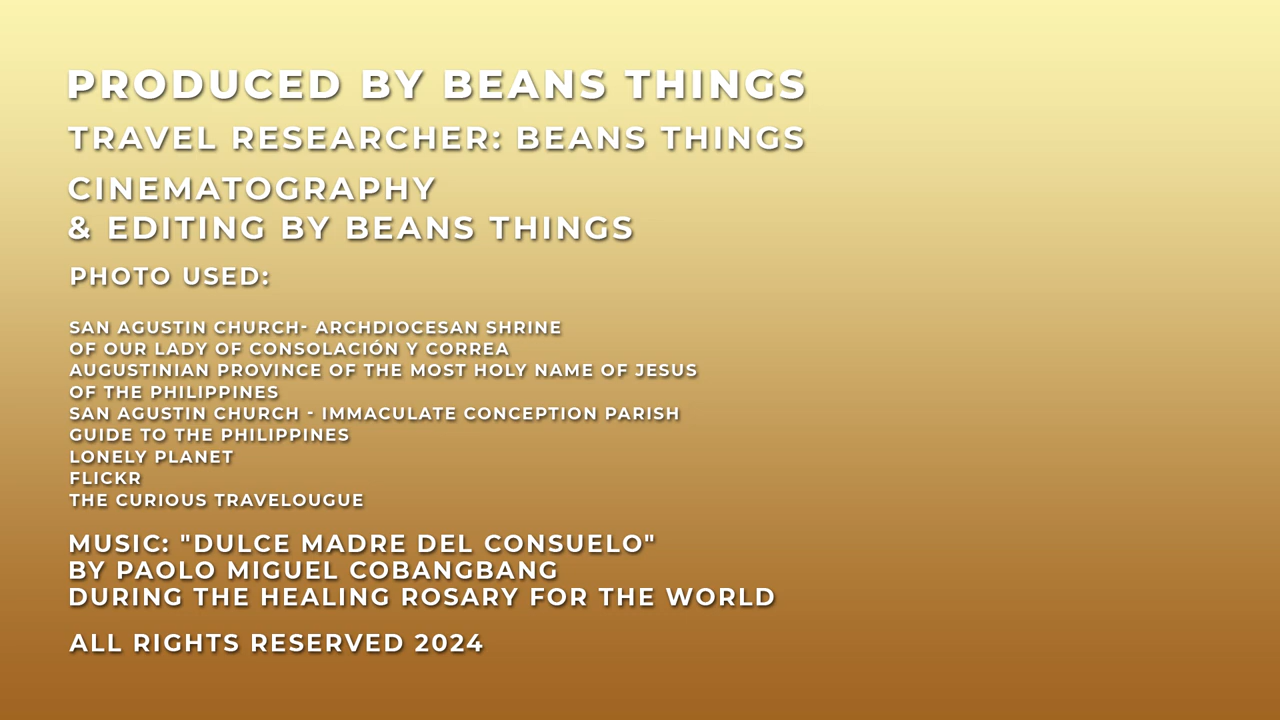 PRODUCED BY BEANS THINGS
TRAVEL RESEARCHER: BEANS THINGS
CINEMATOGRAPHY
& EDITING BY BEANS THINGS
PHOTO USED:
SAN AGUSTIN CHURCH- ARCHDIOCESAN SHRINE
OF OUR LADY OF CONSOLACIÓN Y CORREA
AUGUSTINIAN PROVINCE OF THE MOST HOLY NAME OF JESUS
OF THE PHILIPPINES
SAN AGUSTIN CHURCH - IMMACULATE CONCEPTION PARISH
GUIDE TO THE PHILIPPINES
LONELY PLANET
FLICKR
THE CURIOUS TRAVELOUGUE
MUSIC: "DULCE MADRE DEL CONSUELO"
BY PAOLO MIGUEL COBANGBANG
DURING THE HEALING ROSARY FOR THE WORLD
ALL RIGHTS RESERVED 2024